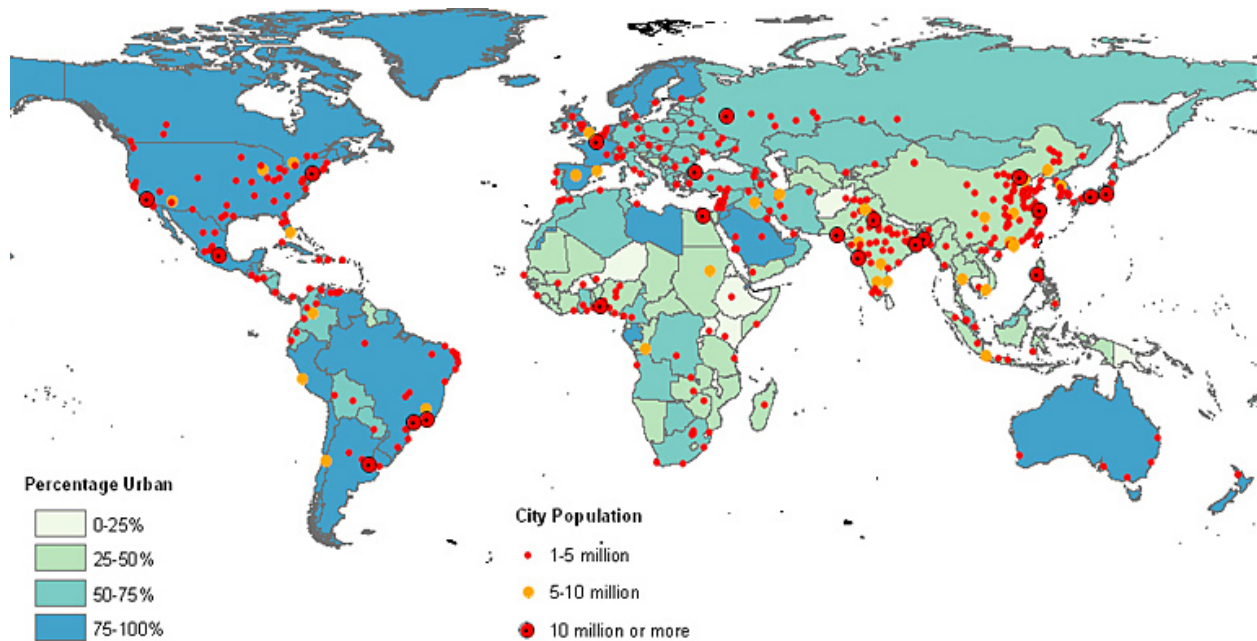 Percentage Urban
0-25%
25-50%
50-75%
75-100%
City Population
1-5 million
5-10 million
10 million or more